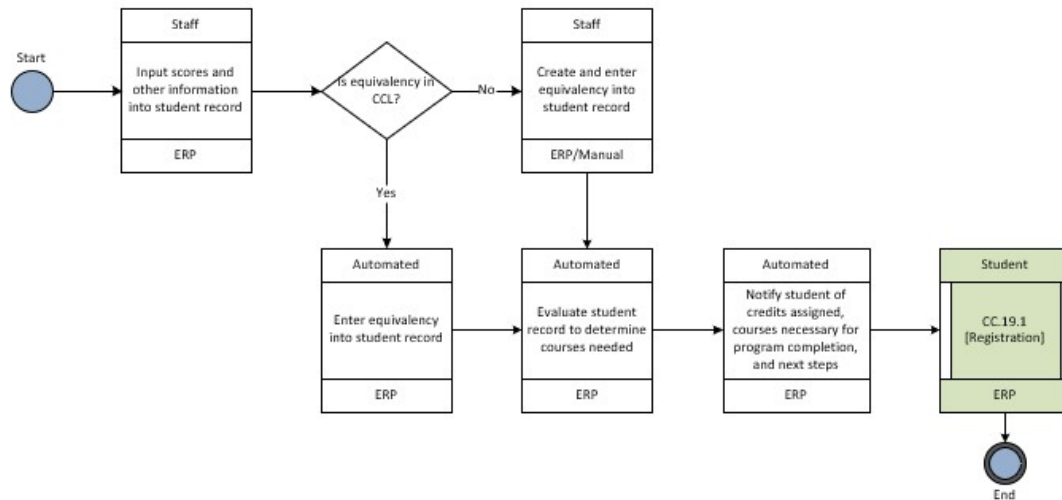 Start
Staff
Input scores and
other information
into student record
ERP
Is equivalency in
CCL?
No
Yes
Staff
Create and enter
equivalency into
student record
ERP/Manual
Automated
Enter equivalency
into student record
ERP
Automated
Evaluate student
record to determine
courses needed
ERP
Automated
Notify student of
credits assigned,
courses necessary for
program completion,
and next steps
ERP
Student
CC.19.1
[Registration]
ERP
End